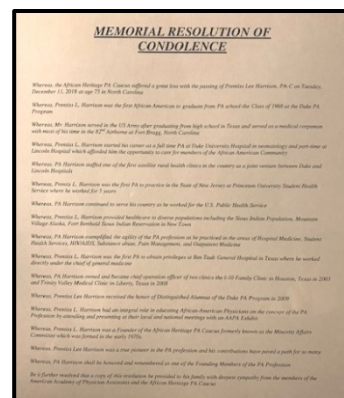 MEMORIAL RESOLUTION OF
CONDOLENCE
Whereas, the African Heritage PA Caucus suffered a great loss with the passing of Prentiss Lee Harrison, PA-C on Tuesday,
December 11, 2018 at age 75 in North Carolina
Whereas, Prentiss L. Harrison was the first African American to graduate from PA school the Class of 1968 at the Duke PA
Program
Whereas, Mr. Harrison served in the US Army after graduating from high school in Texas and served as a medical corpsman
with most of his time in the 82nd Airborne at Fort Bragg, North Carolina
Whereas, Prentiss L. Harrison started his career as a full time PA at Duke University Hospital in and part-time at
Lincoln Hospital which afforded him the opportunity to care for members of the African American Community
Whereas, PA Harrison staffed one of the first satellite rural health clinics in the country as a joint venture between Duke and
Lincoln Hospitals
Whereas, Prentiss L. Harrison was the first PA to practice in the State of New Jersey at Princeton University Student Health
Service where he worked for 5 years
Whereas, PA Harrison continued to serve his country as he worked for the U.S. Public Health Service
Whereas, Prentiss L. Harrison provided healthcare to diverse populations including the Sioux Indian Population, Mountain
Village Alaska, Fort Berthold Sioux Indian Reservation in New Town
Whereas, PA Harrison exemplified the agility of the PA profession as he practiced in the areas of Hospital Medicine, Student
Health Services, HIV/AIDS, Substance abuse, Pain Management, and Outpatient Medicine
Whereas, Prentiss L. Harrison was the first PA to obtain privileges at Ben Taub General Hospital in Houston where he worked
directly under the chief of general medicine
Whereas, PA Harrison owned and became chief operation officer of two clinics the I-10 Family Clinic in Houston, Texas in 2003
and Trinity Valley Medical Clinic in Liberty, Texas in 2008
Whereas, Prentiss Lee Harrison received the honor of Distinguished Alumnus of the Duke PA Program in 2009
Whereas, Prentiss L. Harrison had an integral role in educating African American Physicians on the concept of the PA
Profession by attending and presenting at their local and national meetings with an AAPA Exhibit
Whereas, Prentiss L. Harrison was a Founder of the African Heritage PA Caucus formerly known as the Minority Affairs
Committee which was formed in the early 1970s
Whereas, Prentiss Lee Harrison was a true pioneer in the PA profession and his contributions have paved a path for so many
Whereas, PA Harrison shall be honored and remembered as one of the Founding Members of the PA Profession
Be it further resolved that a copy of this resolution be provided to his family with deepest sympathy from the members of the
American Academy of Physician Assistants and the African Heritage PA Caucus